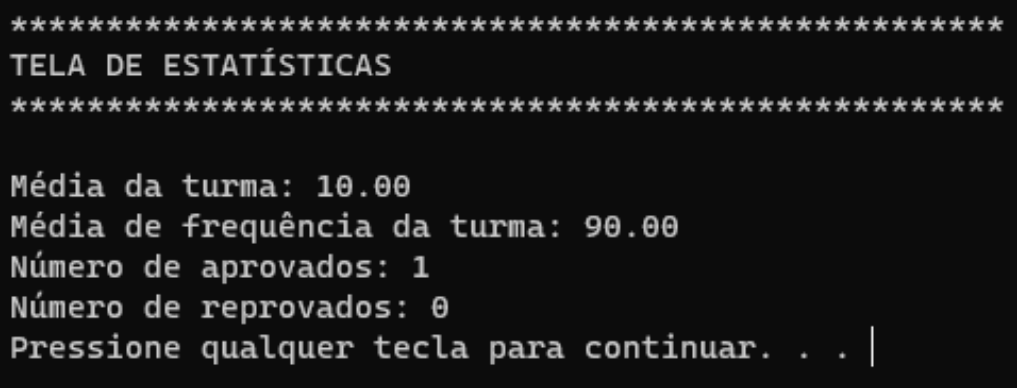 ****************************************************
TELA DE ESTATÍSTICAS
****************************************************
Média da turma: 10.00
Média de frequência da turma: 90.00
Número de aprovados: 1
Número de reprovados: 0
Pressione qualquer tecla para continuar. . .